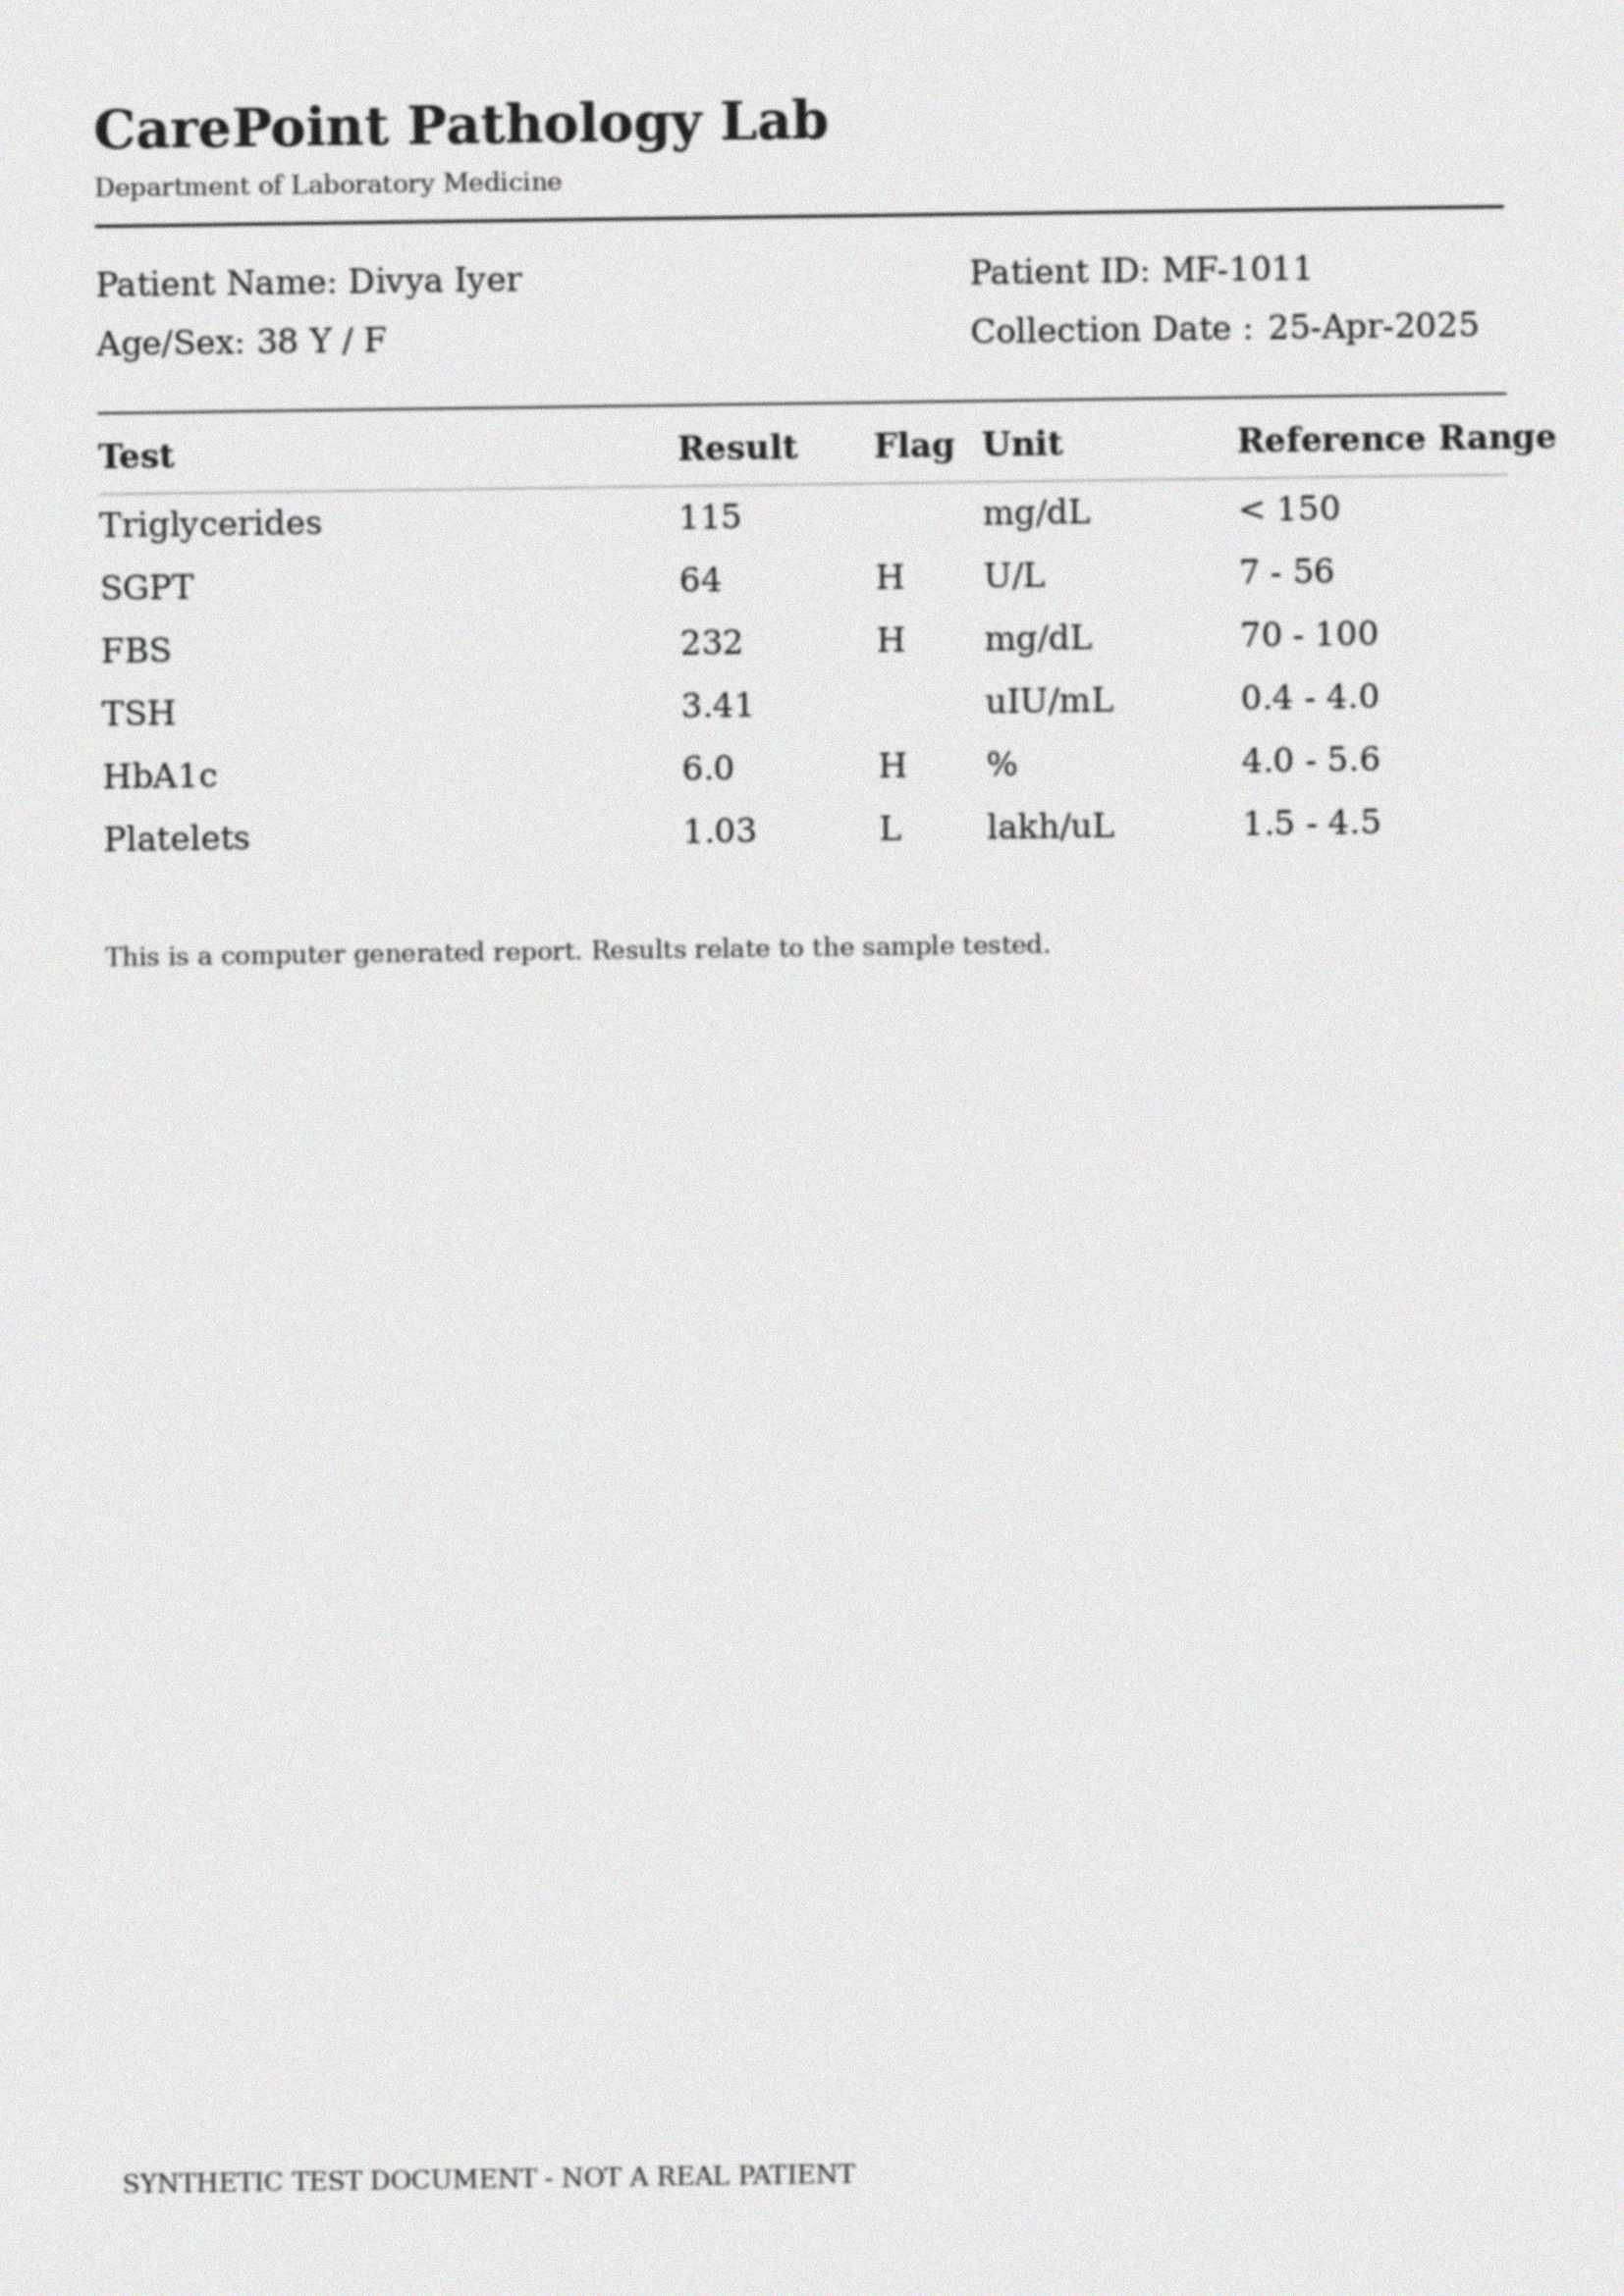 CarePoint Pathology Lab
Department of Laboratory Medicine
Patient Name: Divya Iyer Patient ID: MF-1011
Age/Sex: 38 Y / F Collection Date : 25-Apr-2025
Test Result Flag Unit Reference Range
Triglycerides 115 mg/dL < 150
SGPT 64 H U/L 7 - 56
FBS 232 H mg/dL 70 - 100
TSH 3.41 uIU/mL 0.4 - 4.0
HbA1c 6.0 H % 4.0 - 5.6
Platelets 1.03 L lakh/uL 1.5 - 4.5
This is a computer generated report. Results relate to the sample tested.
SYNTHETIC TEST DOCUMENT - NOT A REAL PATIENT